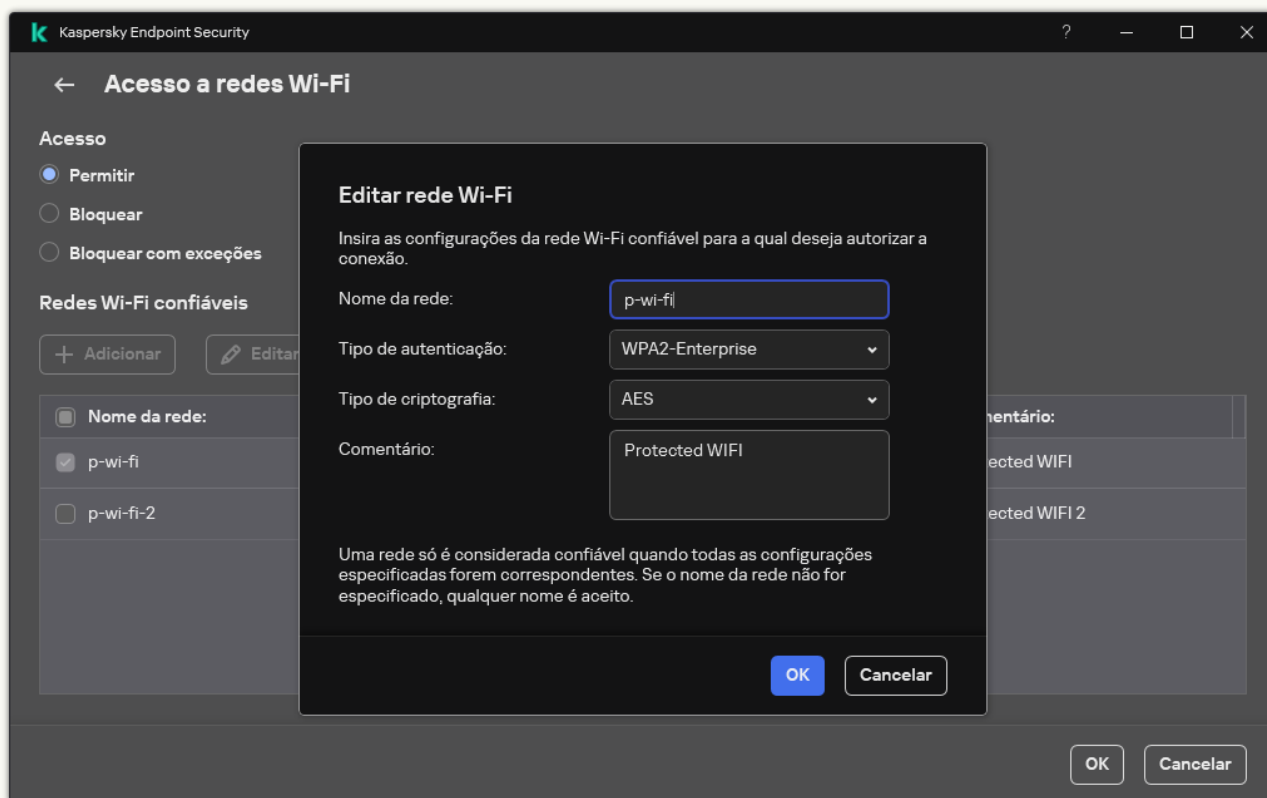 Kaspersky Endpoint Security
?
Acesso a redes Wi-Fi
Acesso
Permitir
Bloquear
Bloquear com exceções
Redes Wi-Fi confiáveis
Adicionar
Editar
Nome da rede:
mentário:
p-wi-fi
ected WIFI
p-wi-fi-2
ected WIFI 2
Editar rede Wi-Fi
Insira as configurações da rede Wi-Fi confiável para a qual deseja autorizar a
conexão.
Nome da rede:
p-wi-fi
Tipo de autenticação:
WPA2-Enterprise
Tipo de criptografia:
AES
Comentário:
Protected WIFI
Uma rede só é considerada confiável quando todas as configurações
especificadas forem correspondentes. Se o nome da rede não for
especificado, qualquer nome é aceito.
OK
Cancelar
OK
Cancelar